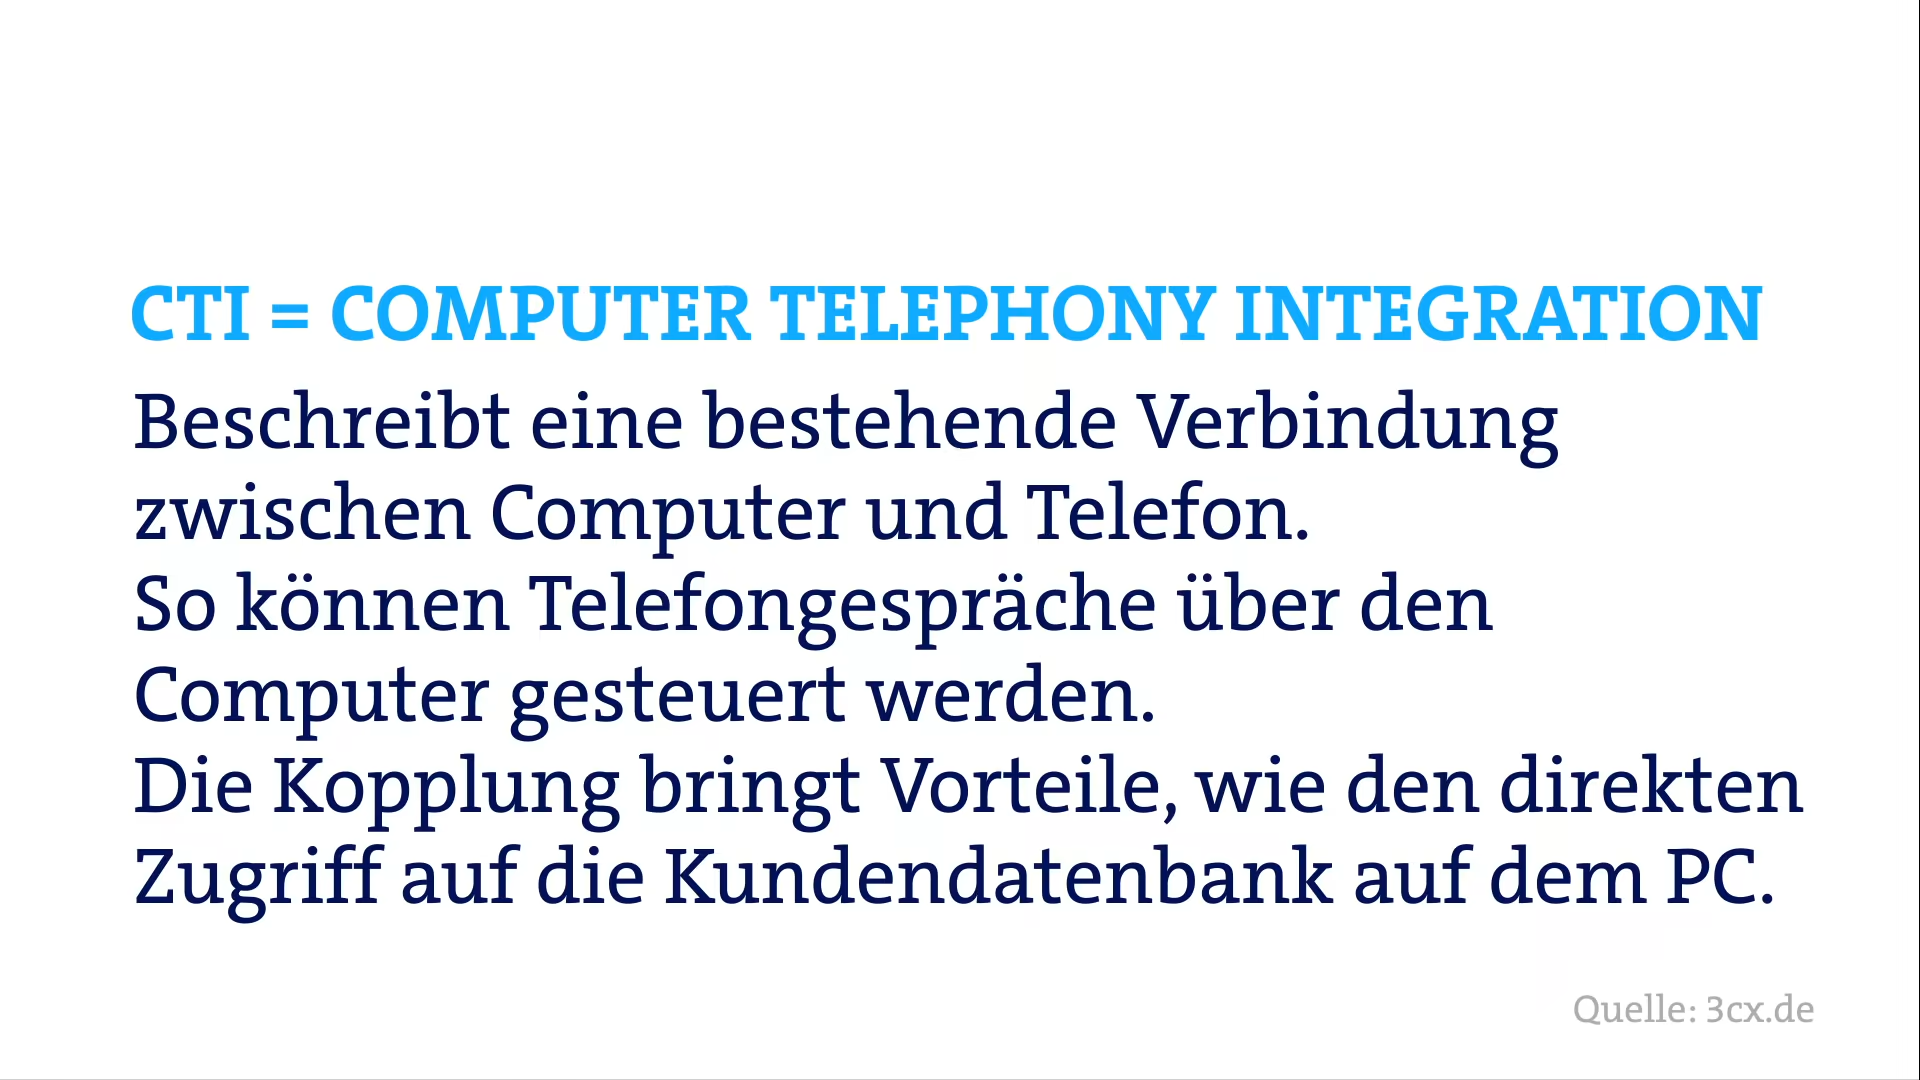 CTI = COMPUTER TELEPHONY INTEGRATION
Beschreibt eine bestehende Verbindung
zwischen Computer und Telefon.
So können Telefongespräche über den
Computer gesteuert werden.
Die Kopplung bringt Vorteile, wie den direkten
Zugriff auf die Kundendatenbank auf dem PC.
Quelle: 3cx.de